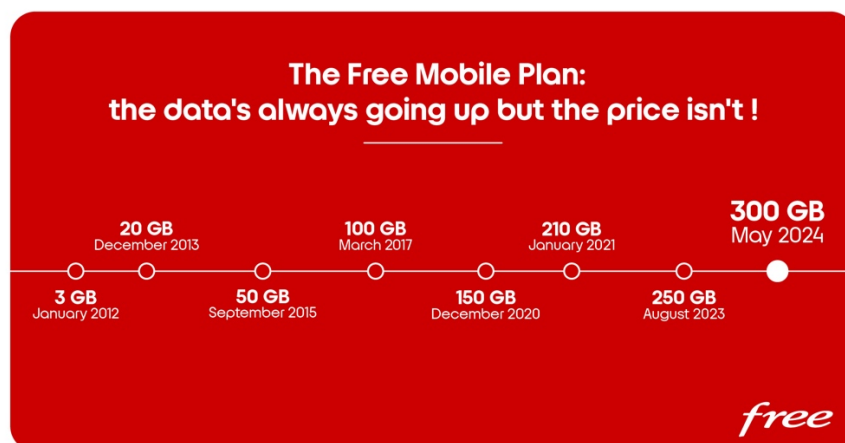 The Free Mobile Plan:
the data's always going up but the price isn't !
3 GB
January 2012
20 GB
December 2013
50 GB
September 2015
100 GB
March 2017
150 GB
December 2020
210 GB
January 2021
250 GB
August 2023
300 GB
May 2024
free